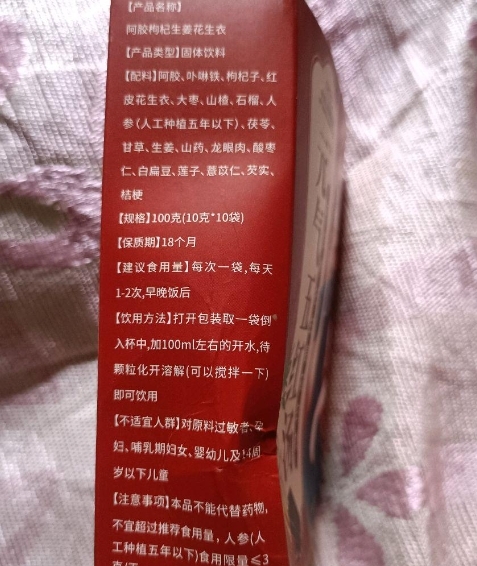 【产品名称】
阿胶枸杞生姜花生衣
【产品类型】固体饮料
【配料】阿胶、卟啉铁、枸杞子、红
皮花生衣、大枣、山楂、石榴、人
参(人工种植五年以下)、茯苓、
甘草、生姜、山药、龙眼肉、酸枣
仁、白扁豆、莲子、薏苡仁、芡实、
桔梗
【规格】100克(10克*10袋)
【保质期】18个月
【建议食用量】每次一袋,每天
1-2次,早晚饭后
【饮用方法】打开包装取一袋倒
入杯中,加100ml左右的开水,待
颗粒化开溶解(可以搅拌一下)
即可饮用
【不适宜人群】对原料过敏者、孕
妇、哺乳期妇女、婴幼儿及14周
岁以下儿童
【注意事项】本品不能代替药物,
不宜超过推荐食用量，人参(人
工种植五年以下)食用限量≤3
克/天